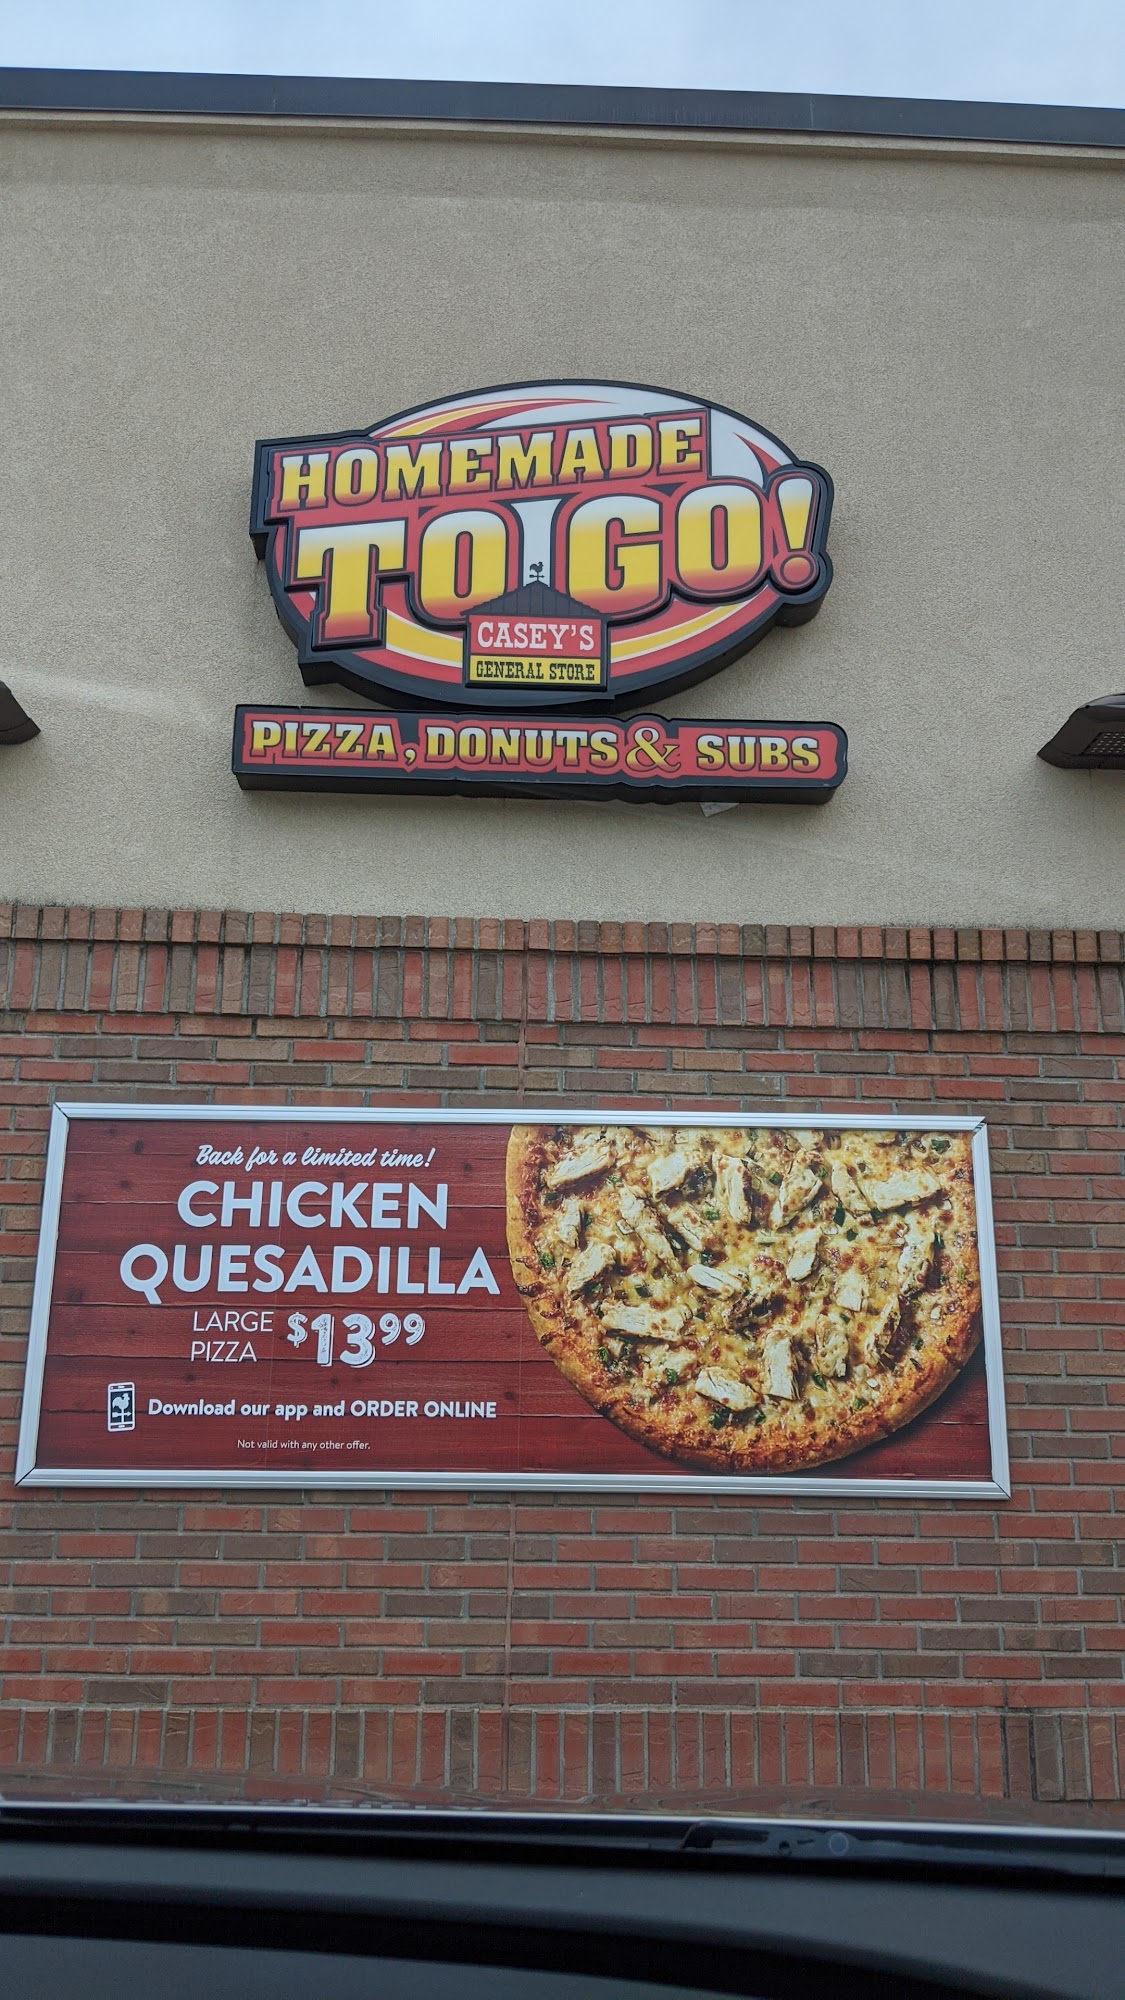 HOMEMADE
TO GO!
CASEY'S
GENERAL STORE
PIZZA, DONUTS & SUBS
Back for a limited time!
CHICKEN
QUESADILLA
LARGE
PIZZA
$13.99
Download our app and ORDER ONLINE
Not valid with any other offer.